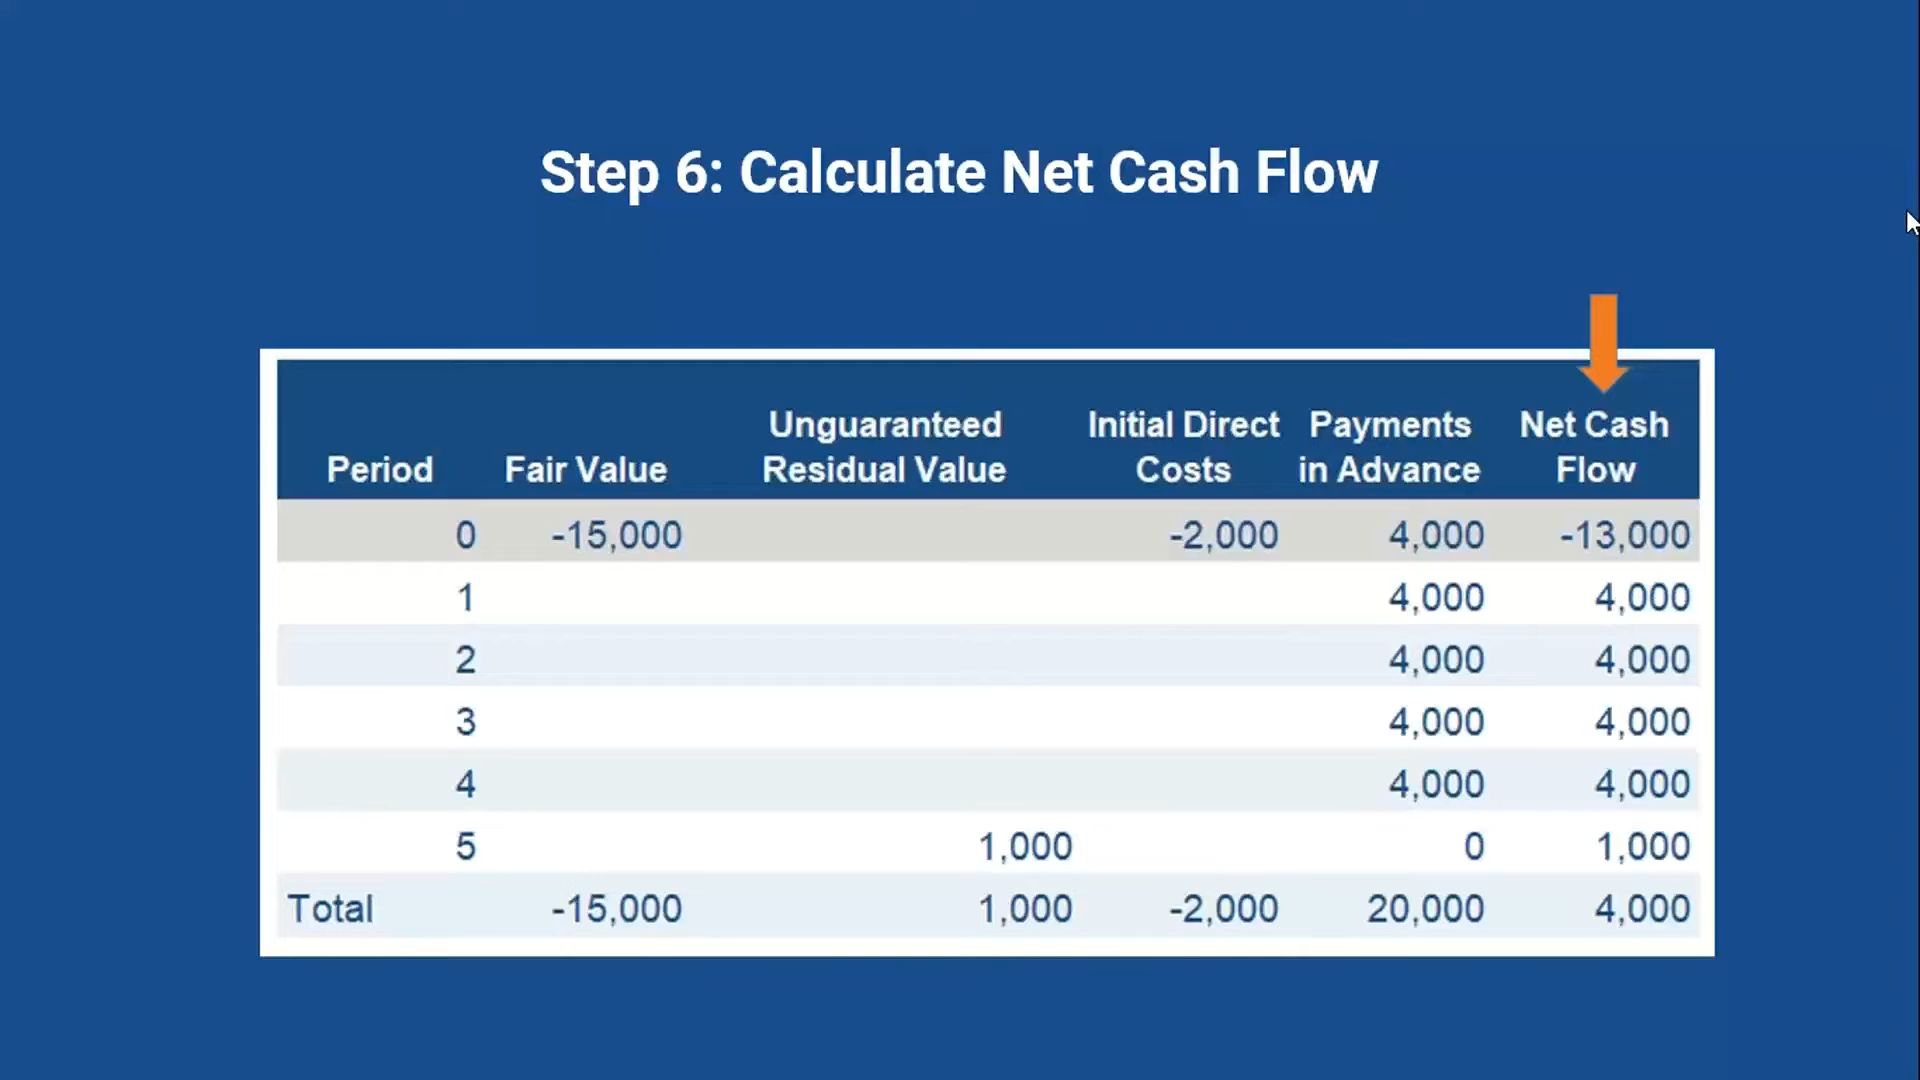 Step 6: Calculate Net Cash Flow
Unguaranteed Initial Direct Payments Net Cash
Period Fair Value Residual Value Costs in Advance Flow
0 -15,000 -2,000 4,000 -13,000
1 4,000 4,000
2 4,000 4,000
3 4,000 4,000
4 4,000 4,000
5 1,000 0 1,000
Total -15,000 1,000 -2,000 20,000 4,000